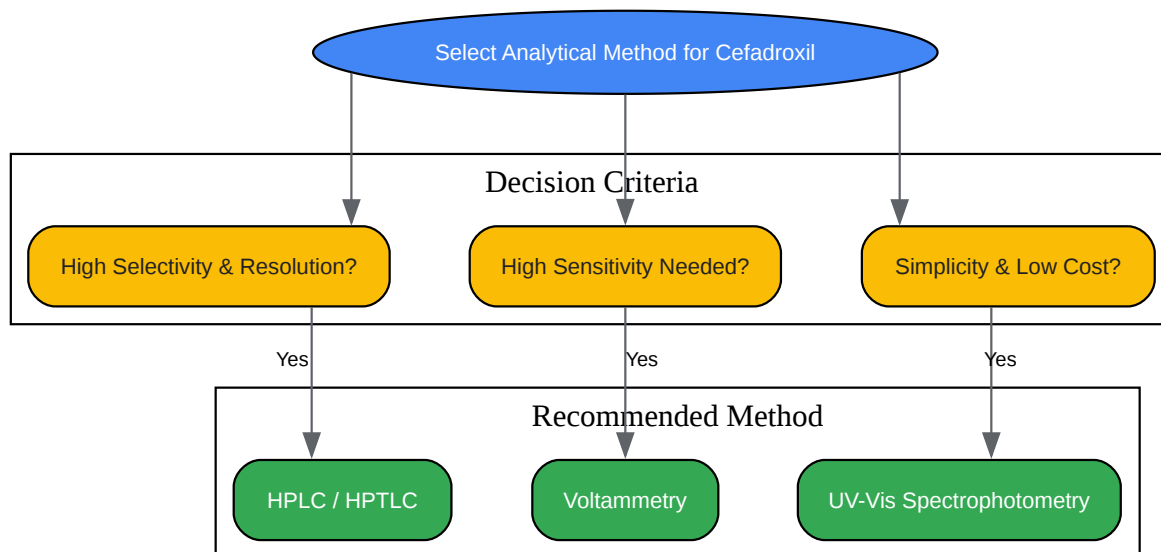 Select Analytical Method for Cefadroxil
Decision Criteria
High Selectivity & Resolution?
High Sensitivity Needed?
Simplicity & Low Cost?
Yes
Yes
Yes
Recommended Method
HPLC / HPTLC
Voltammetry
UV-Vis Spectrophotometry